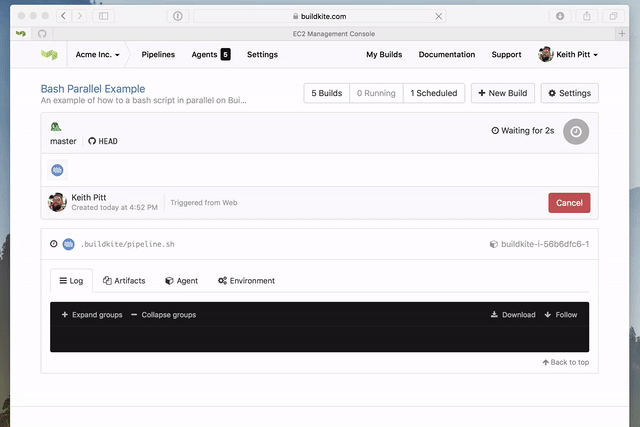 buildkite.com
EC2 Management Console
Acme Inc. Pipelines Agents 5 Settings My Builds Documentation Support Keith Pitt
Bash Parallel Example
An example of how to a bash script in parallel on Bui...
5 Builds 0 Running 1 Scheduled + New Build Settings
master HEAD
Waiting for 2s
Keith Pitt
Created today at 4:52 PM
Triggered from Web
Cancel
.buildkite/pipeline.sh
buildkite-i-56b6dfc6-1
Log Artifacts Agent Environment
+ Expand groups − Collapse groups Download Follow
Back to top